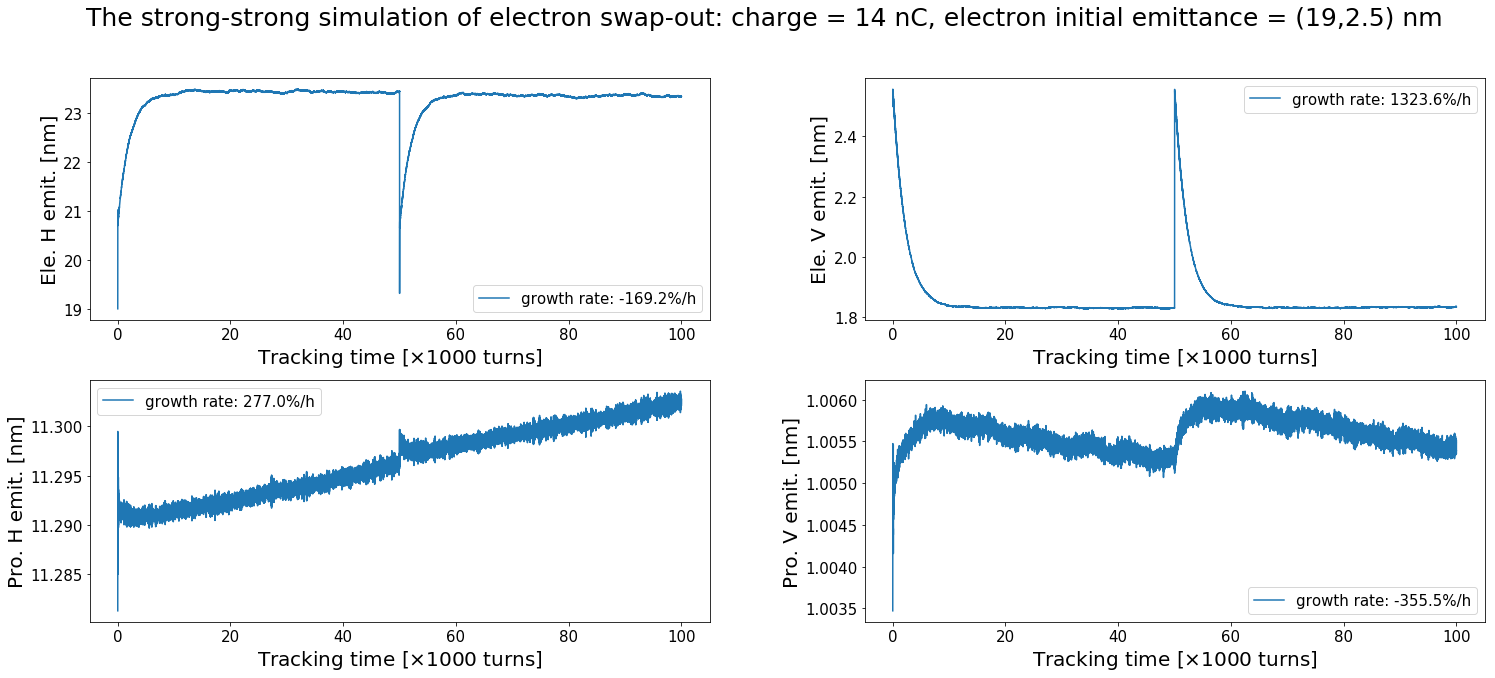 The strong-strong simulation of electron swap-out: charge = 14 nC, electron initial emittance = (19,2.5) nm
Ele. H emit. [nm]
23
22
21
20
19
growth rate: -169.2%/h
0 20 40 60 80 100
Tracking time [×1000 turns]
Ele. V emit. [nm]
2.4
2.2
2.0
1.8
growth rate: 1323.6%/h
0 20 40 60 80 100
Tracking time [×1000 turns]
Pro. H emit. [nm]
11.300
11.295
11.290
11.285
growth rate: 277.0%/h
0 20 40 60 80 100
Tracking time [×1000 turns]
Pro. V emit. [nm]
1.0060
1.0055
1.0050
1.0045
1.0040
1.0035
growth rate: -355.5%/h
0 20 40 60 80 100
Tracking time [×1000 turns]